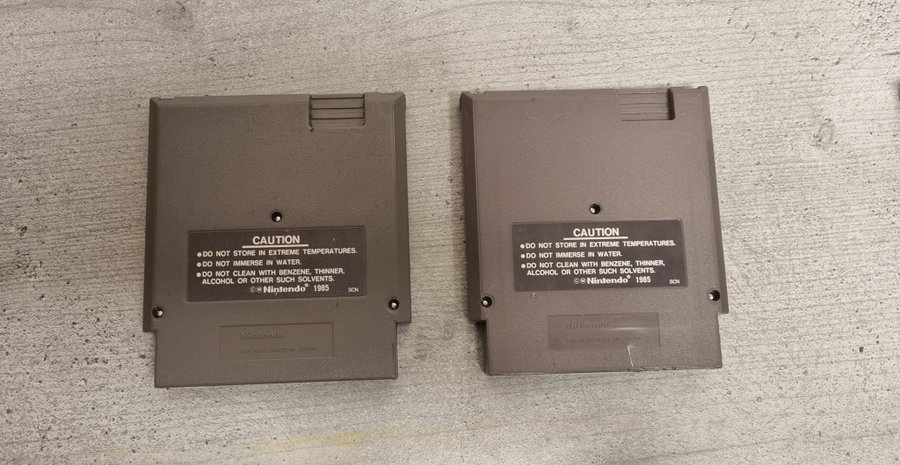 CAUTION
●DO NOT STORE IN EXTREME TEMPERATURES.
●DO NOT IMMERSE IN WATER.
●DO NOT CLEAN WITH BENZENE, THINNER,
ALCOHOL OR OTHER SUCH SOLVENTS.
©Ⓜ Nintendo® 1985 SCN
Nintendo
CAUTION
●DO NOT STORE IN EXTREME TEMPERATURES.
●DO NOT IMMERSE IN WATER.
●DO NOT CLEAN WITH BENZENE, THINNER,
ALCOHOL OR OTHER SUCH SOLVENTS.
©Ⓜ Nintendo® 1985 SCN
Nintendo